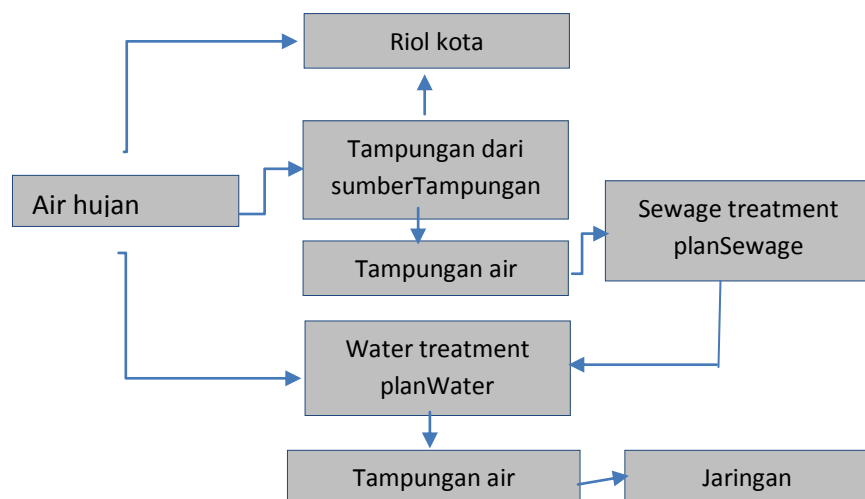 Riol kota
Tampungan dari
sumberTampungan
Air hujan
Sewage treatment
planSewage
Tampungan air
Water treatment
planWater
Tampungan air
Jaringan